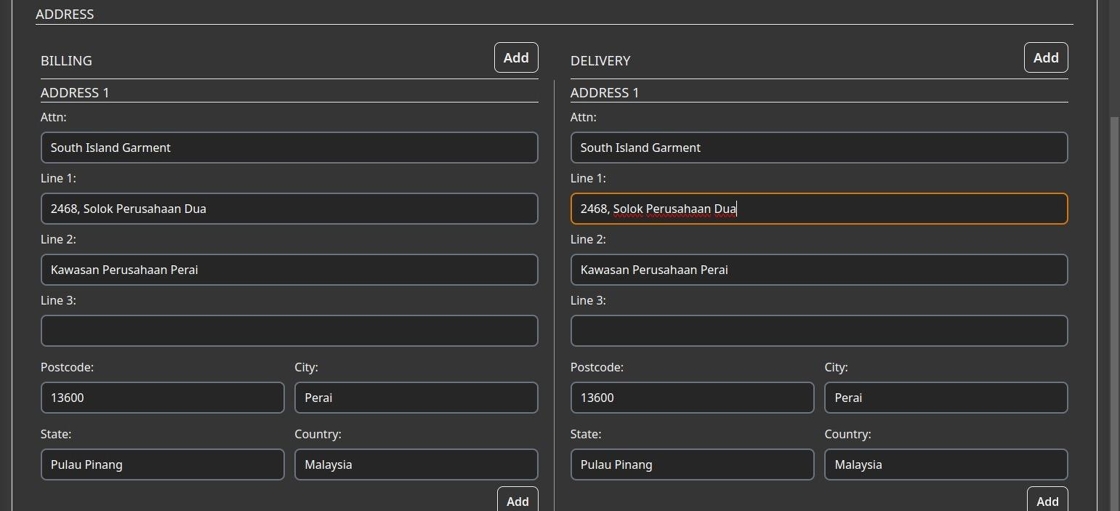 ADDRESS
BILLING
Add
ADDRESS 1
Attn:
South Island Garment
Line 1:
2468, Solok Perusahaan Dua
Line 2:
Kawasan Perusahaan Perai
Line 3:
Postcode:
City:
13600
Perai
State:
Country:
Pulau Pinang
Malaysia
Add
DELIVERY
Add
ADDRESS 1
Attn:
South Island Garment
Line 1:
2468, Solok Perusahaan Dua
Line 2:
Kawasan Perusahaan Perai
Line 3:
Postcode:
City:
13600
Perai
State:
Country:
Pulau Pinang
Malaysia
Add